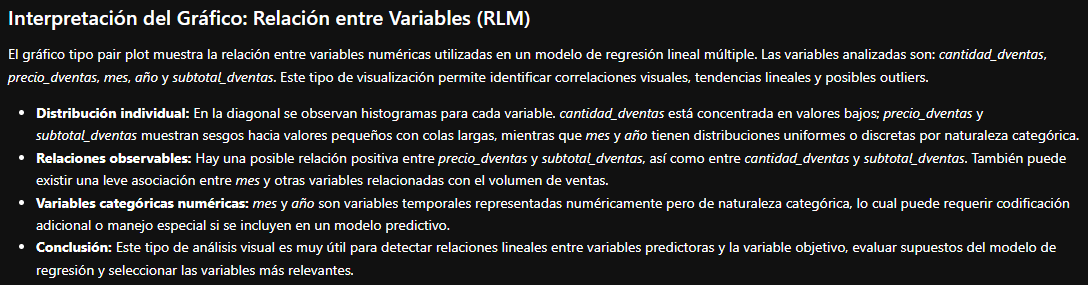 Interpretación del Gráfico: Relación entre Variables (RLM)
El gráfico tipo pair plot muestra la relación entre variables numéricas utilizadas en un modelo de regresión lineal múltiple. Las variables analizadas son: cantidad_dventas,
precio_dventas, mes, año y subtotal_dventas. Este tipo de visualización permite identificar correlaciones visuales, tendencias lineales y posibles outliers.
• Distribución individual: En la diagonal se observan histogramas para cada variable. cantidad_dventas está concentrada en valores bajos; precio_dventas y
subtotal_dventas muestran sesgos hacia valores pequeños con colas largas, mientras que mes y año tienen distribuciones uniformes o discretas por naturaleza categórica.
• Relaciones observables: Hay una posible relación positiva entre precio_dventas y subtotal_dventas, así como entre cantidad_dventas y subtotal_dventas. También puede
existir una leve asociación entre mes y otras variables relacionadas con el volumen de ventas.
• Variables categóricas numéricas: mes y año son variables temporales representadas numéricamente pero de naturaleza categórica, lo cual puede requerir codificación
adicional o manejo especial si se incluyen en un modelo predictivo.
• Conclusión: Este tipo de análisis visual es muy útil para detectar relaciones lineales entre variables predictoras y la variable objetivo, evaluar supuestos del modelo de
regresión y seleccionar las variables más relevantes.